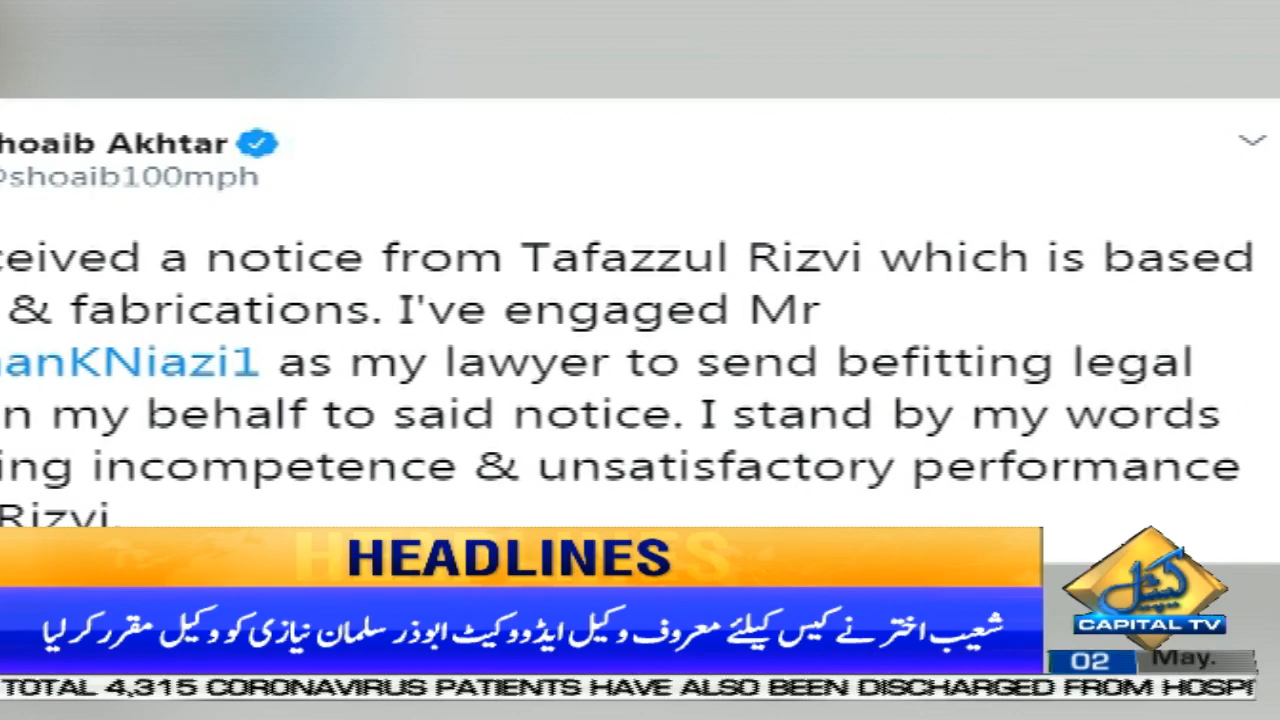 hoaib Akhtar
@shoaib100mph
ceived a notice from Tafazzul Rizvi which is based
& fabrications. I've engaged Mr
anKNiazi1 as my lawyer to send befitting legal
n my behalf to said notice. I stand by my words
ing incompetence & unsatisfactory performance
Rizvi.
HEADLINES
شعیب اختر نے کیس کیلئے معروف وکیل ایڈووکیٹ ابوذر سلمان نیازی کو وکیل مقرر کر لیا
کیپیٹل
CAPITAL TV
02 May.
TOTAL 4,315 CORONAVIRUS PATIENTS HAVE ALSO BEEN DISCHARGED FROM HOSPI